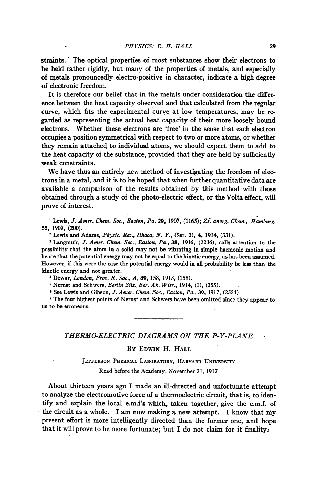 PHYSICS: E. H. HALL 29
straints.⁷ The optical properties of most substances show their electrons to
be held rather rigidly, but many of the properties of metals, and especially
of metals pronouncedly electro-positive in character, indicate a high degree
of electronic freedom.
It is therefore our belief that in the metals under consideration the differ-
ence between the heat capacity observed and that calculated from the regular
curve, which fits the experimental curve at low temperatures, may be re-
garded as representing the actual heat capacity of their more loosely bound
electrons. Whether these electrons are 'free' in the sense that each electron
occupies a position symmetrical with respect to two or more atoms, or whether
they remain attached to individual atoms, we should expect them to add to
the heat capacity of the substance, provided that they are held by sufficiently
weak constraints.
We have thus an entirely new method of investigating the freedom of elec-
trons in a metal, and it is to be hoped that when further quantitative data are
available a comparison of the results obtained by this method with those
obtained through a study of the photo-electric effect, or the Volta effect, will
prove of interest.
Lewis, J. Amer. Chem. Soc., Easton, Pa. 29, 1907, (1165); Zs. anorg. Chem., Hamburg,
55, 1909, (200).
Lewis and Adams, Physic. Rev., Ithaca, N. Y., (Ser. 2), 4, 1914, (331).
Langmuir, J. Amer. Chem. Soc., Easton, Pa., 38, 1916, (2236), calls attention to the
possibility that the atom in a solid may not be vibrating in simple harmonic motion and
hence that the potential energy may not be equal to the kinetic energy, as has been assumed.
However, if this were the case the potential energy would in all probability be less than the
kinetic energy and not greater.
Dewar, London, Proc. R. Soc., A, 89, 158, 1913, (158).
Nernst and Schwers, Berlin Sitz. Ber. Ak. Wiss., 1914, (355).
See Lewis and Gibson, J. Amer. Chem. Soc., Easton, Pa., 39, 1917, (2554).
The four highest points of Nernst and Schwers have been omitted since they appear to
us to be erroneous.
THERMO-ELECTRIC DIAGRAMS ON THE P-V-PLANE
By Edwin H. Hall
Jefferson Physical Laboratory, Harvard University
Read before the Academy, November 21, 1917
About thirteen years ago I made an ill-directed and unfortunate attempt
to analyze the electromotive force of a thermoelectric circuit, that is, to iden-
tify and explain the local e.m.f's which, taken together, give the e.m.f. of
the circuit as a whole. I am now making a new attempt. I know that my
present effort is more intelligently directed than the former one, and hope
that it will prove to be more fortunate; but I do not claim for it finality.